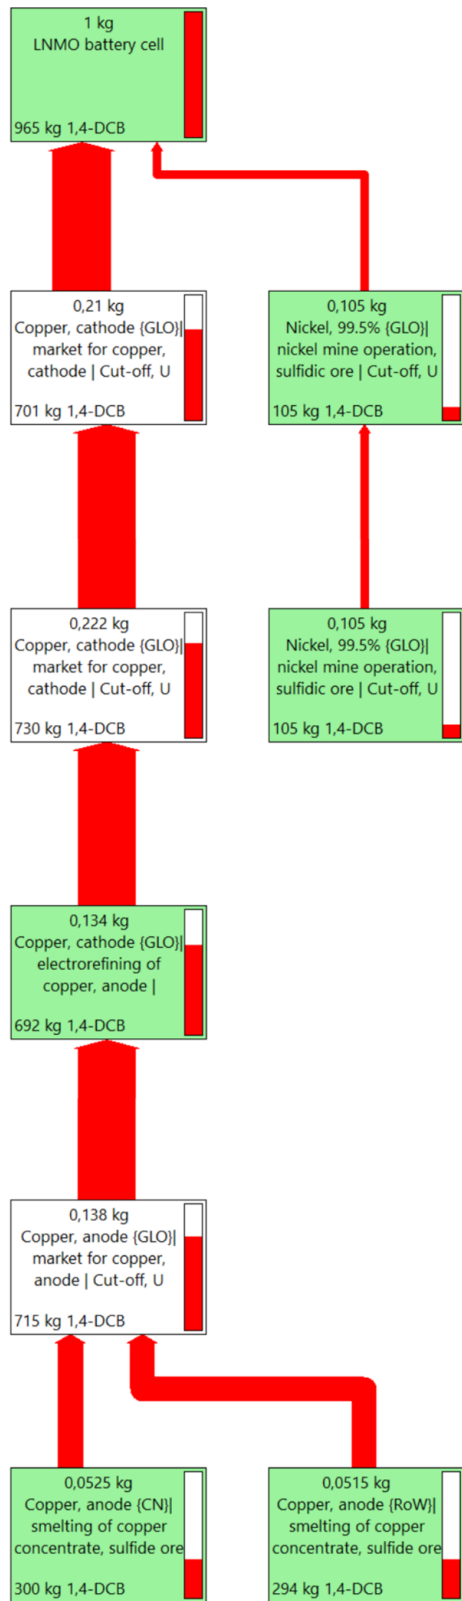 1 kg
LNMO battery cell
965 kg 1,4-DCB
0,21 kg
Copper, cathode {GLO}|
market for copper,
cathode | Cut-off, U
701 kg 1,4-DCB
0,105 kg
Nickel, 99.5% {GLO}|
nickel mine operation,
sulfidic ore | Cut-off, U
105 kg 1,4-DCB
0,222 kg
Copper, cathode {GLO}|
market for copper,
cathode | Cut-off, U
730 kg 1,4-DCB
0,105 kg
Nickel, 99.5% {GLO}|
nickel mine operation,
sulfidic ore | Cut-off, U
105 kg 1,4-DCB
0,134 kg
Copper, cathode {GLO}|
electrorefining of
copper, anode |
692 kg 1,4-DCB
0,138 kg
Copper, anode {GLO}|
market for copper,
anode | Cut-off, U
715 kg 1,4-DCB
0,0525 kg
Copper, anode {CN}|
smelting of copper
concentrate, sulfide ore
300 kg 1,4-DCB
0,0515 kg
Copper, anode {RoW}|
smelting of copper
concentrate, sulfide ore
294 kg 1,4-DCB